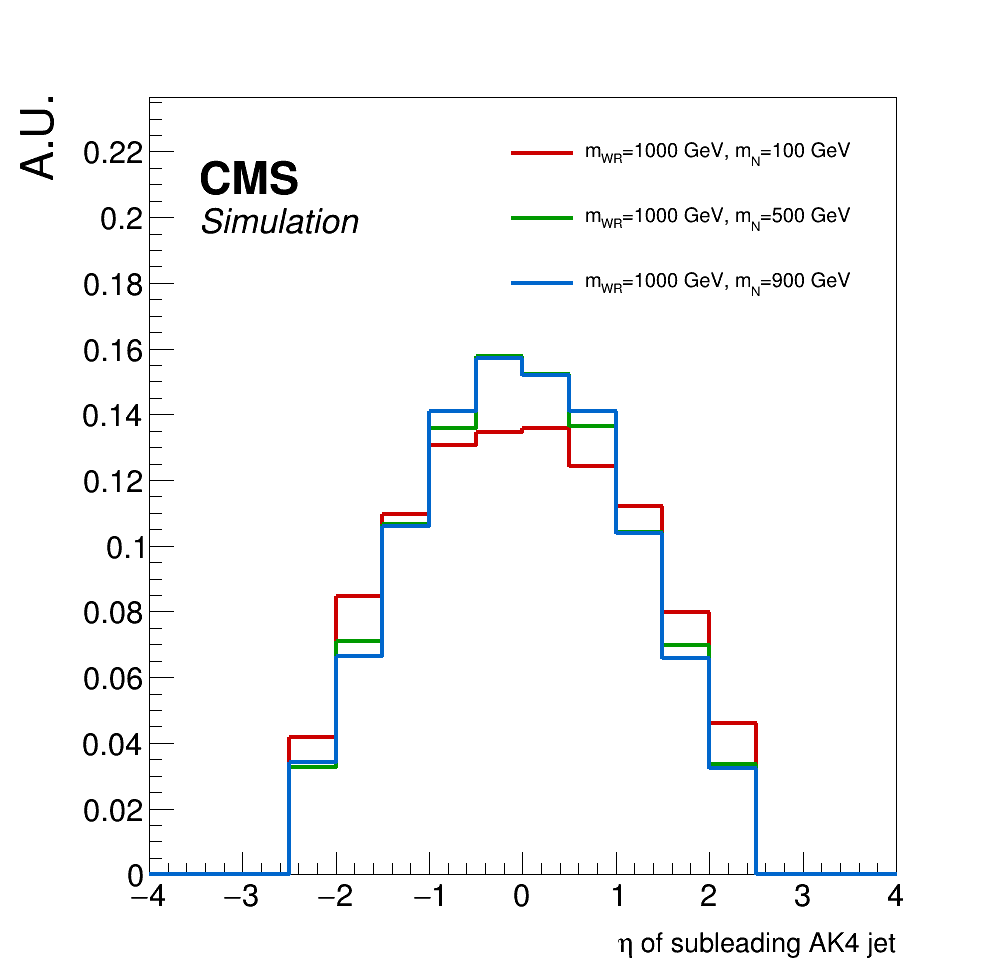 A.U.
CMS
Simulation
m_WR=1000 GeV, m_N=100 GeV
m_WR=1000 GeV, m_N=500 GeV
m_WR=1000 GeV, m_N=900 GeV
0.22
0.2
0.18
0.16
0.14
0.12
0.1
0.08
0.06
0.04
0.02
0
−4 −3 −2 −1 0 1 2 3 4
η of subleading AK4 jet